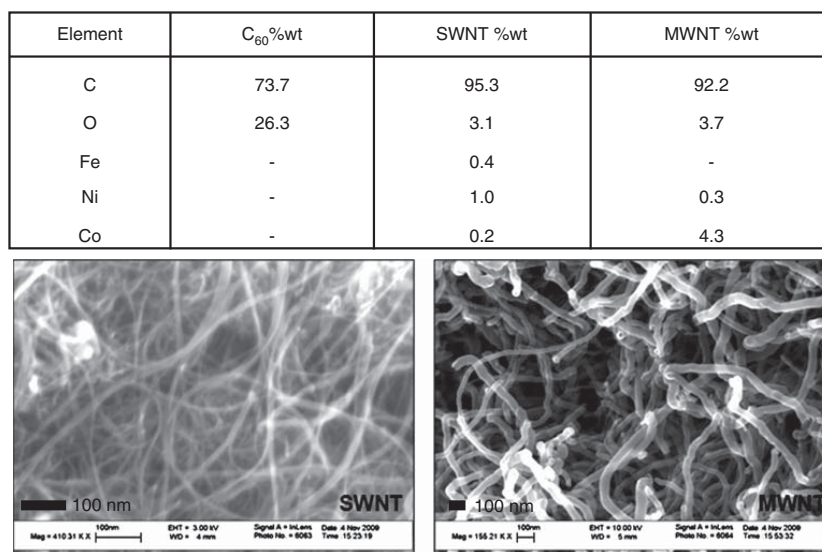 Element C₆₀%wt SWNT %wt MWNT %wt
C 73.7 95.3 92.2
O 26.3 3.1 3.7
Fe - 0.4 -
Ni - 1.0 0.3
Co - 0.2 4.3
100 nm SWNT
100nm EHT = 3.00 kV Signal A = InLens Date :4 Nov 2009
Mag = 410.31 K X WD = 4 mm Photo No. = 6063 Time :15:23:19
100 nm MWNT
100nm EHT = 10.00 kV Signal A = InLens Date :4 Nov 2009
Mag = 155.21 K X WD = 5 mm Photo No. = 6064 Time :15:53:32